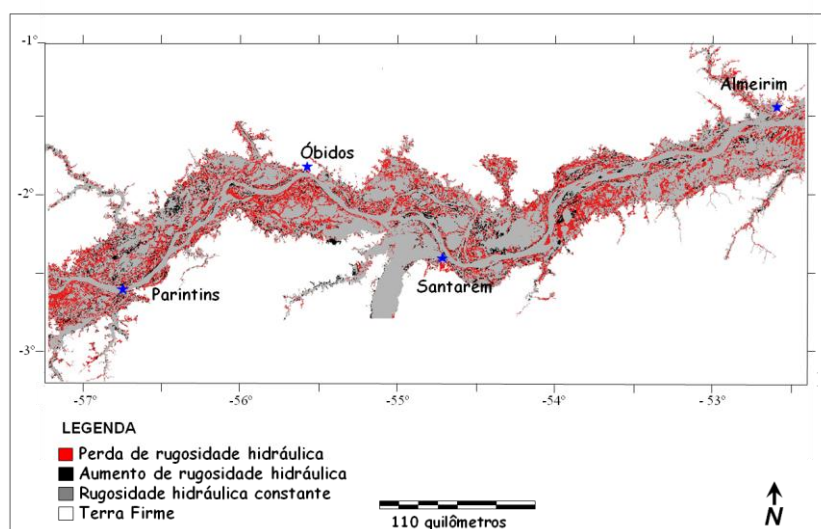 -1°
Almeirim
Óbidos
-2°
Santarém
Parintins
-3°
-57°
-56°
-55°
-54°
-53°
LEGENDA
Perda de rugosidade hidráulica
Aumento de rugosidade hidráulica
Rugosidade hidráulica constante
Terra Firme
110 quilômetros
N